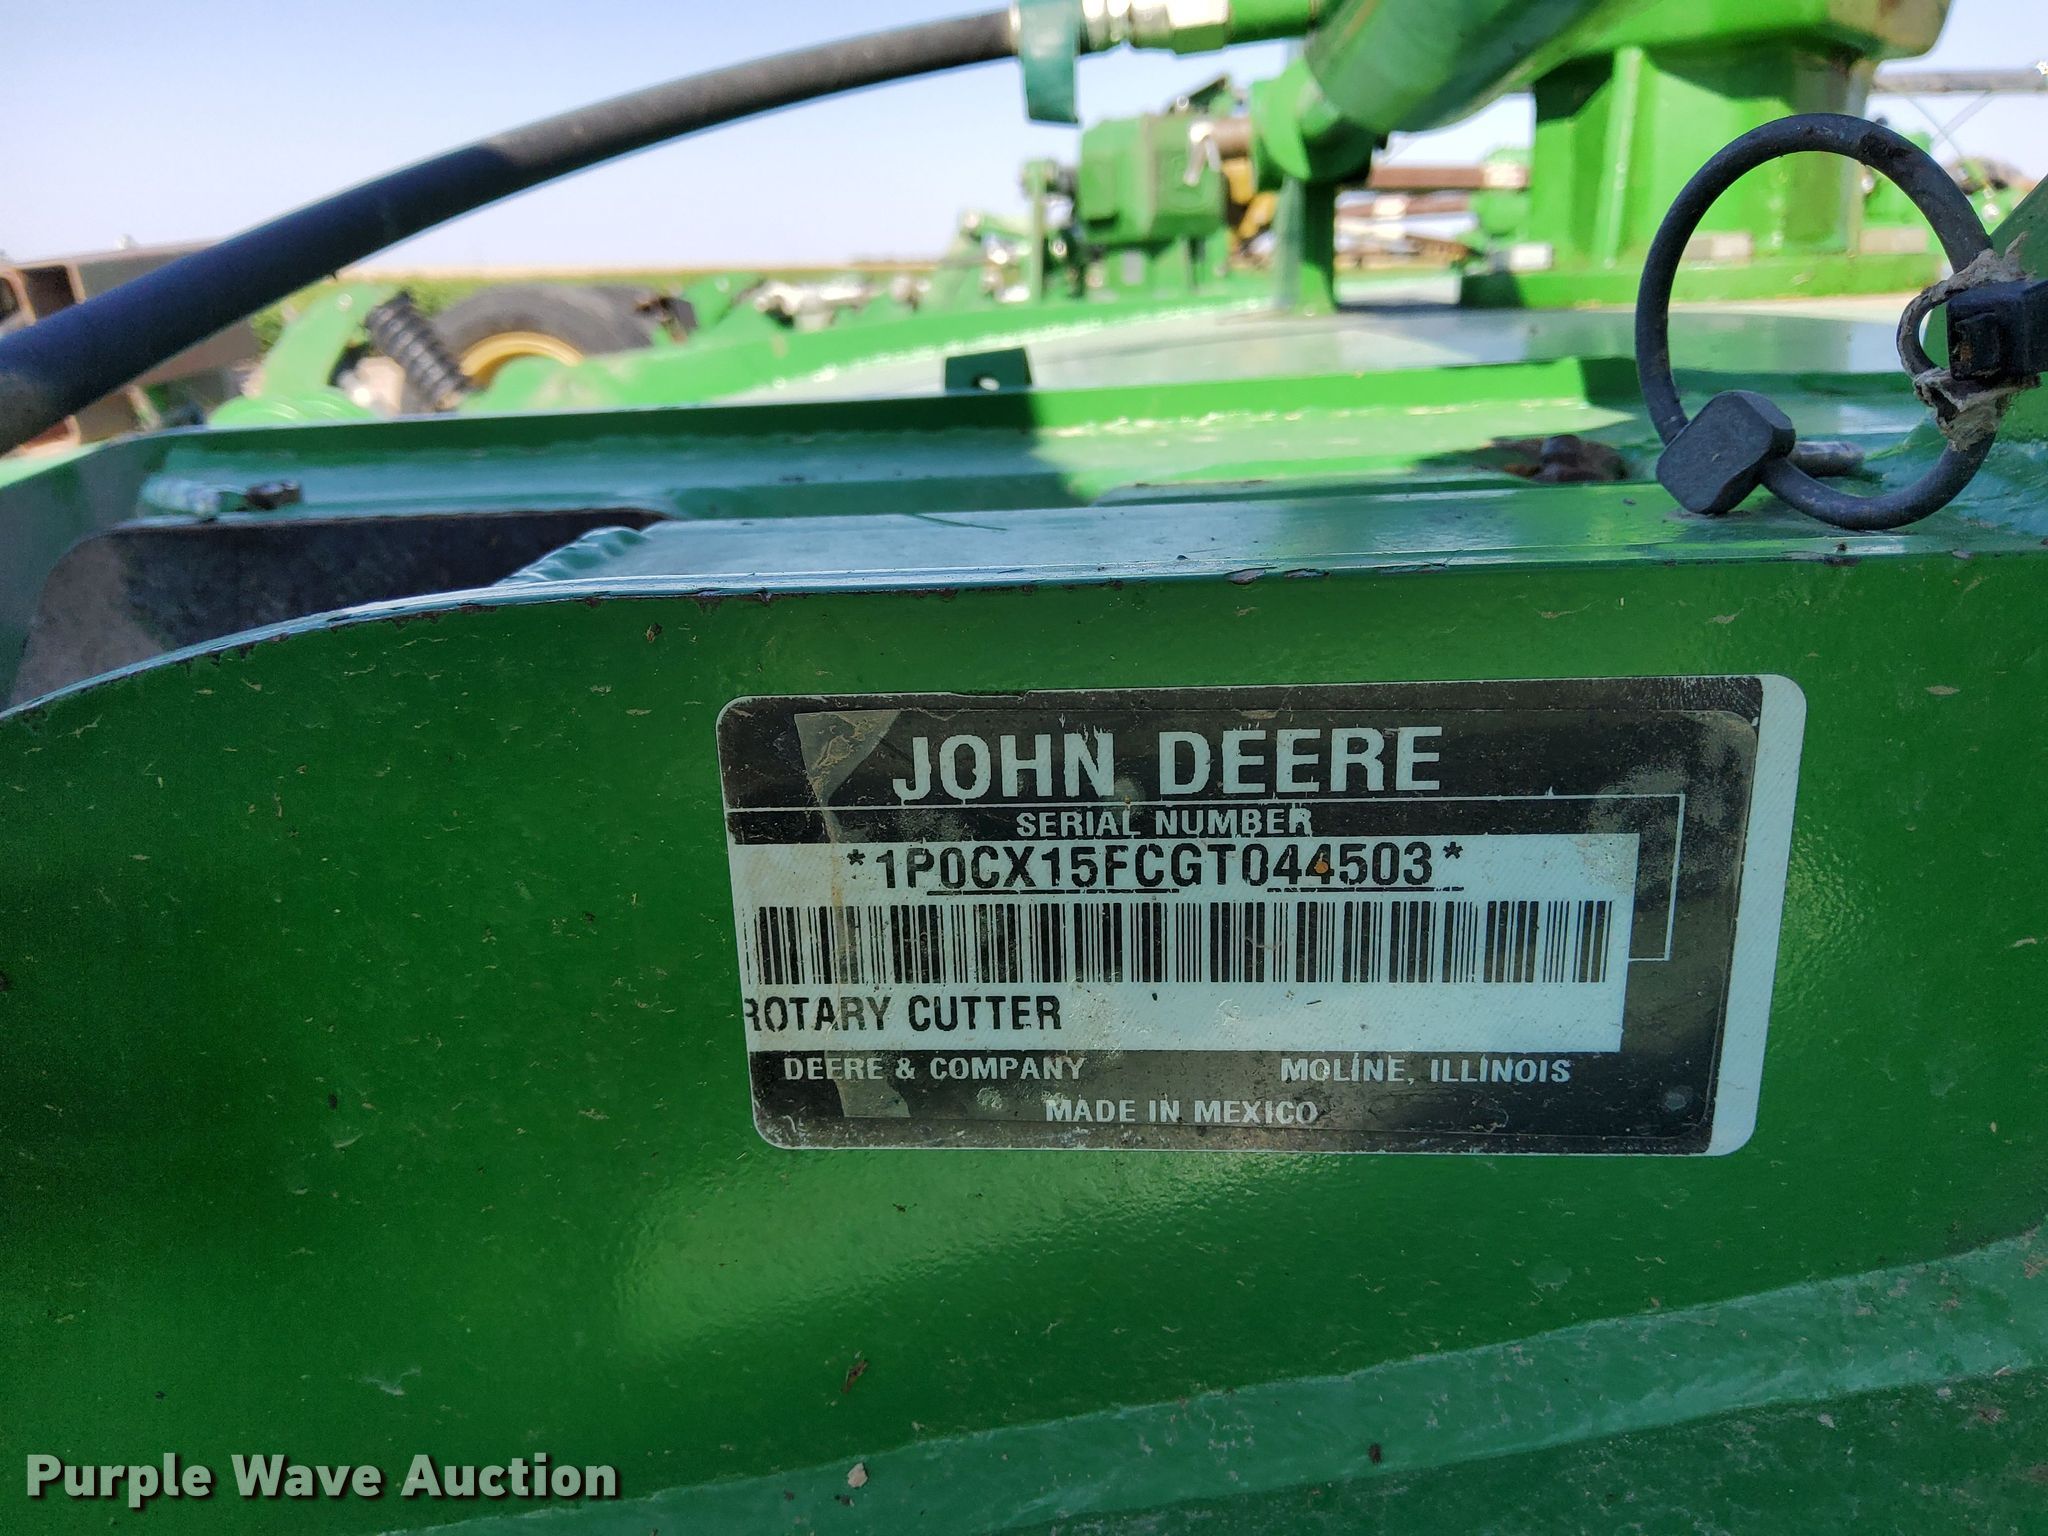 JOHN DEERE
SERIAL NUMBER
*1P0CX15FCGT044503*
ROTARY CUTTER
DEERE & COMPANY MOLINE, ILLINOIS
MADE IN MEXICO
Purple Wave Auction